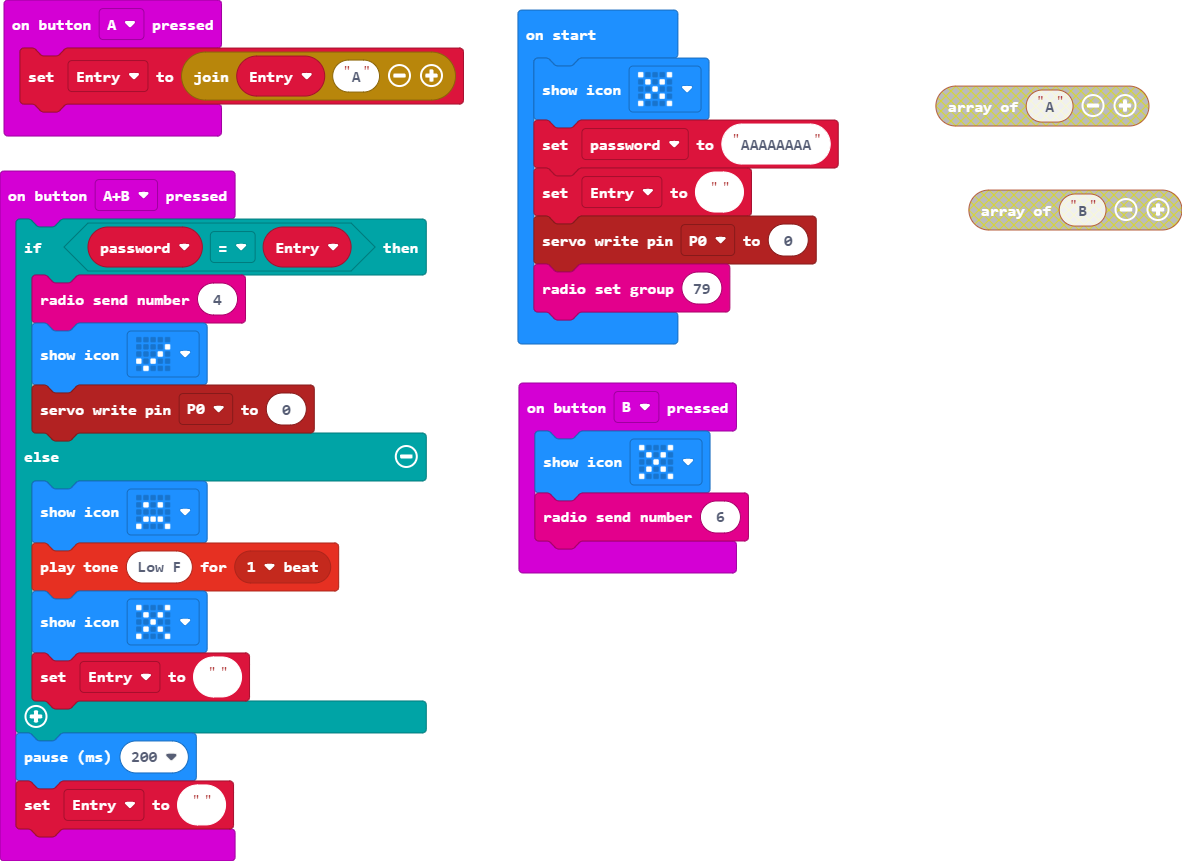 on button A pressed
set Entry to join Entry "A"
on button A+B pressed
if password = Entry then
radio send number 4
show icon
servo write pin P0 to 0
else
show icon
play tone Low F for 1 beat
show icon
set Entry to " "
pause (ms) 200
set Entry to " "
on start
show icon
set password to "AAAAAAAA"
set Entry to " "
servo write pin P0 to 0
radio set group 79
on button B pressed
show icon
radio send number 6
array of "A"
array of "B"